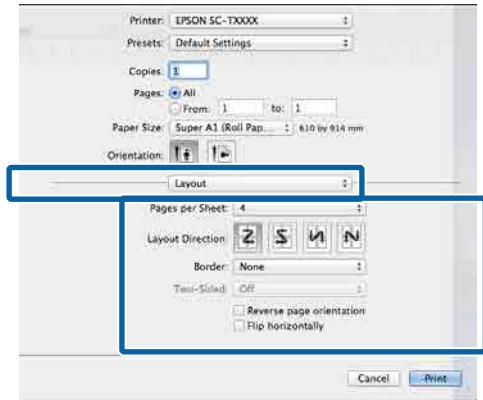 Printer: EPSON SC-TXXXX
Presets: Default Settings
Copies: 1
Pages: All
From: 1 to: 1
Paper Size: Super A1 (Roll Pap... 610 by 914 mm
Orientation:
Layout
Pages per Sheet: 4
Layout Direction:
Border: None
Two-Sided: Off
Reverse page orientation
Flip horizontally
Cancel Print